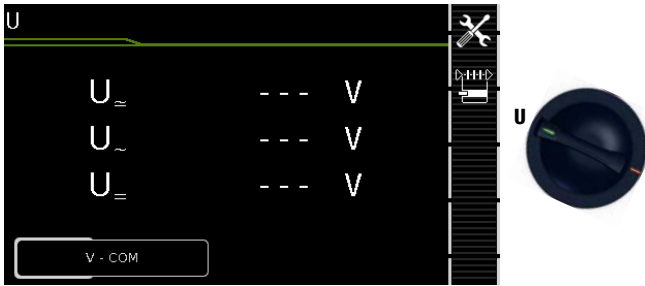 U
U≃ --- V
U~ --- V
U= --- V
V - COM
U